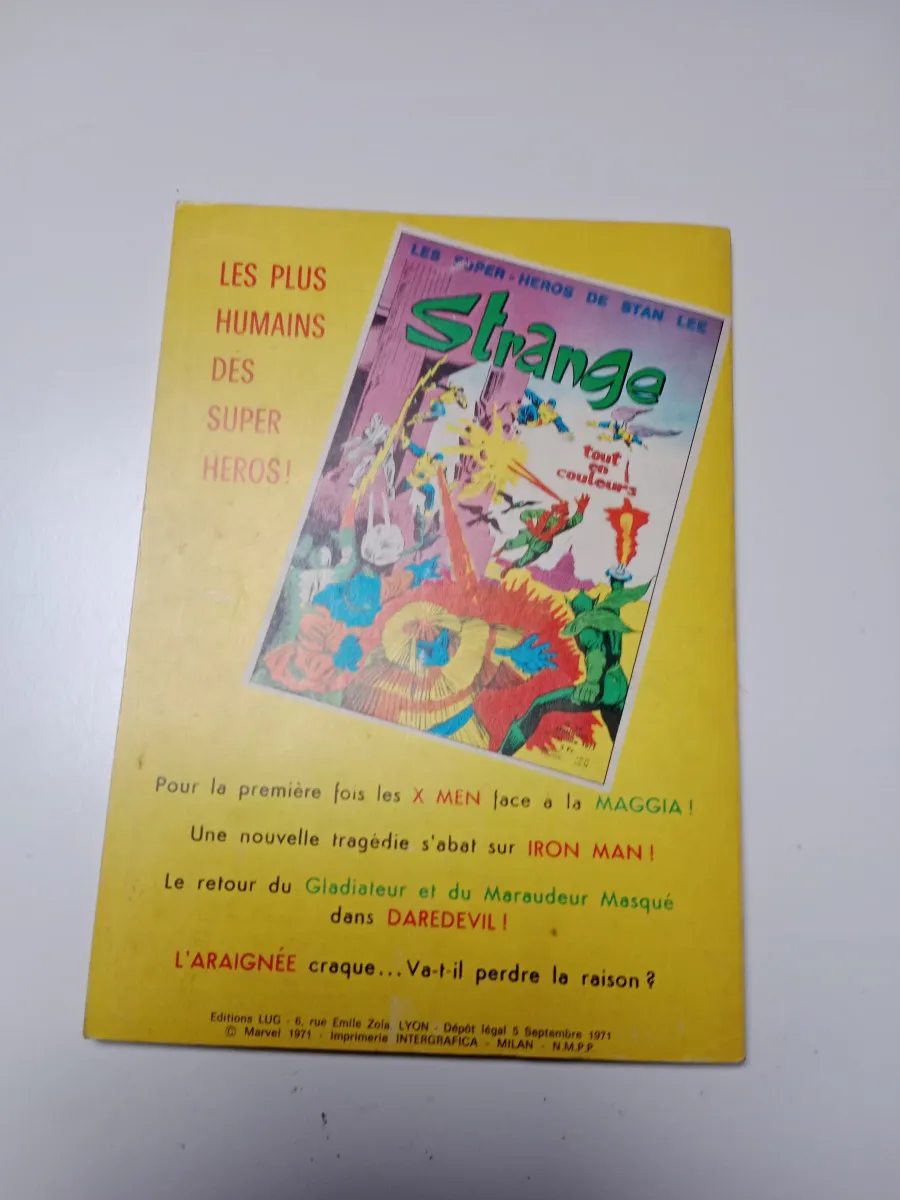 LES PLUS
HUMAINS
DES
SUPER
HEROS!
LES SUPER-HEROS DE STAN LEE
Strange
tout
en
couleurs
Pour la première fois les X MEN face a la MAGGIA!
Une nouvelle tragédie s'abat sur IRON MAN!
Le retour du Gladiateur et du Maraudeur Masqué
dans DAREDEVIL!
L'ARAIGNÉE craque... Va-t-il perdre la raison?
Editions LUG - 6, rue Emile Zola, LYON - Dépôt légal 5 Septembre 1971
© Marvel 1971 - Imprimerie INTERGRAFICA - MILAN - N.M.P.P